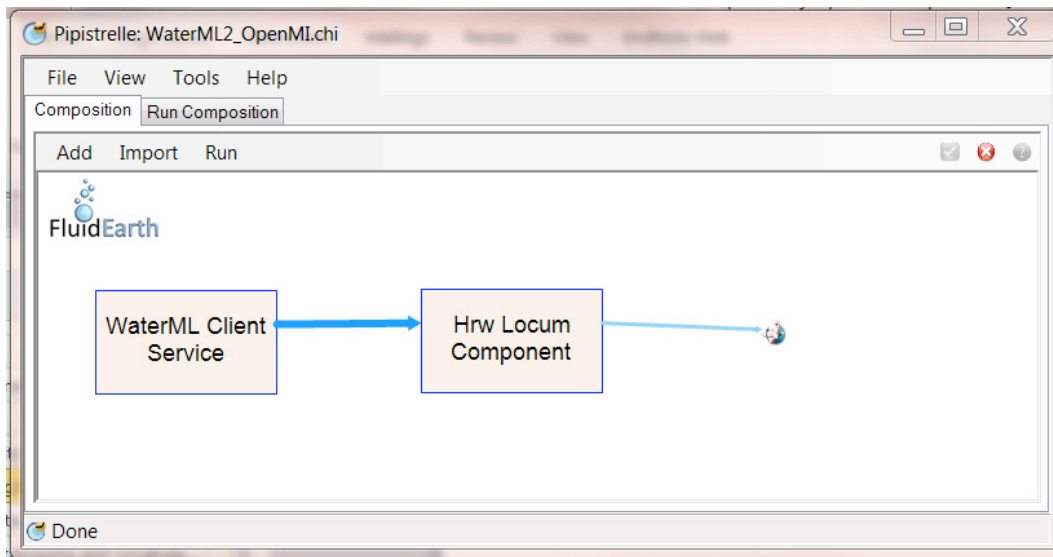 Pipistrelle: WaterML2_OpenMI.chi
File View Tools Help
Composition Run Composition
Add Import Run
FluidEarth
WaterML Client
Service
Hrw Locum
Component
Done